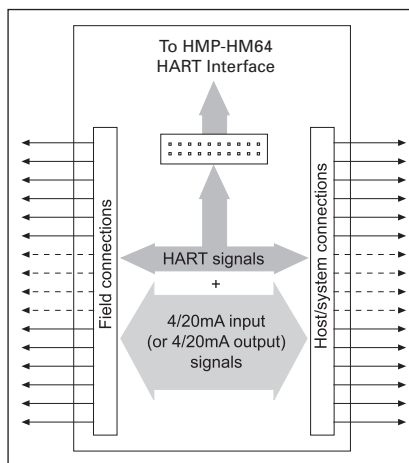 To HMP-HM64
HART Interface
Field connections
Host/system connections
HART signals
+
4/20mA input
(or 4/20mA output)
signals